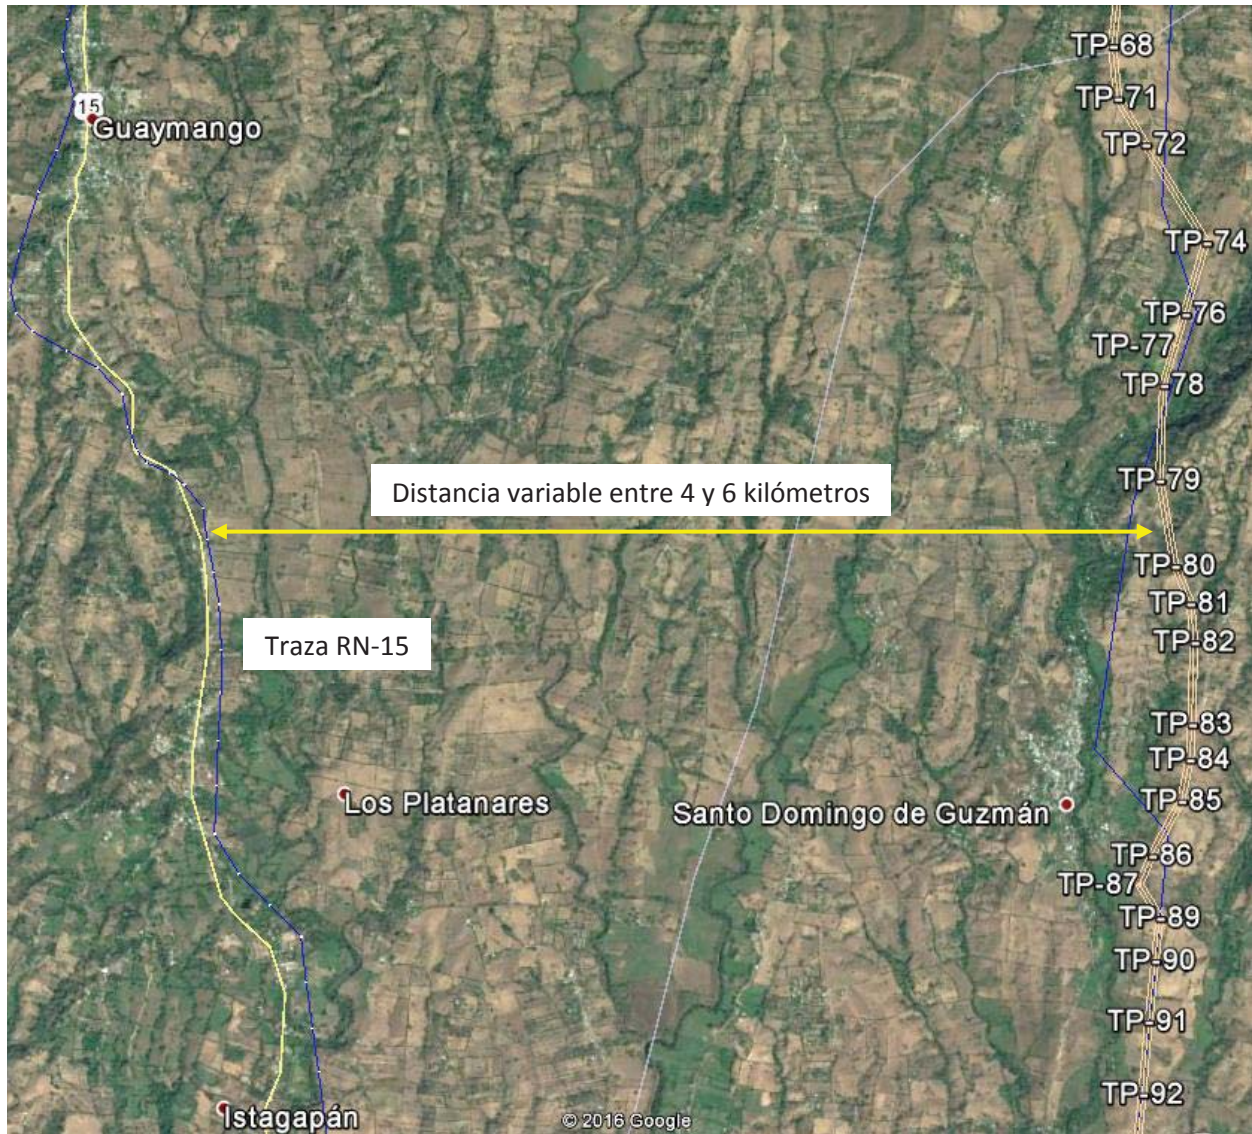 TP-68
15
TP-71
Guaymango
TP-72
TP-74
TP-76
TP-77
TP-78
Distancia variable entre 4 y 6 kilómetros
TP-79
TP-80
TP-81
Traza RN-15
TP-82
TP-83
TP-84
Los Platanares
TP-85
Santo Domingo de Guzmán
TP-86
TP-87
TP-89
TP-90
TP-91
TP-92
Istagapán
© 2016 Google